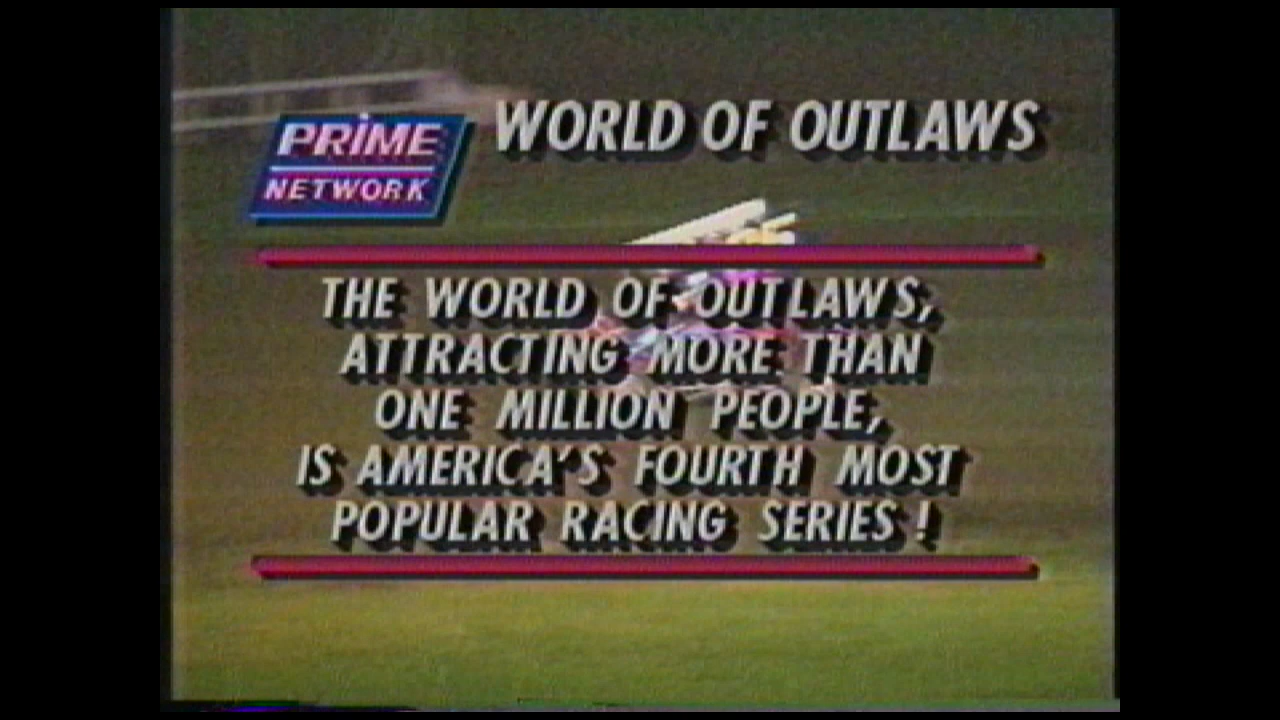 PRIME
NETWORK
WORLD OF OUTLAWS
THE WORLD OF OUTLAWS,
ATTRACTING MORE THAN
ONE MILLION PEOPLE,
IS AMERICA'S FOURTH MOST
POPULAR RACING SERIES !